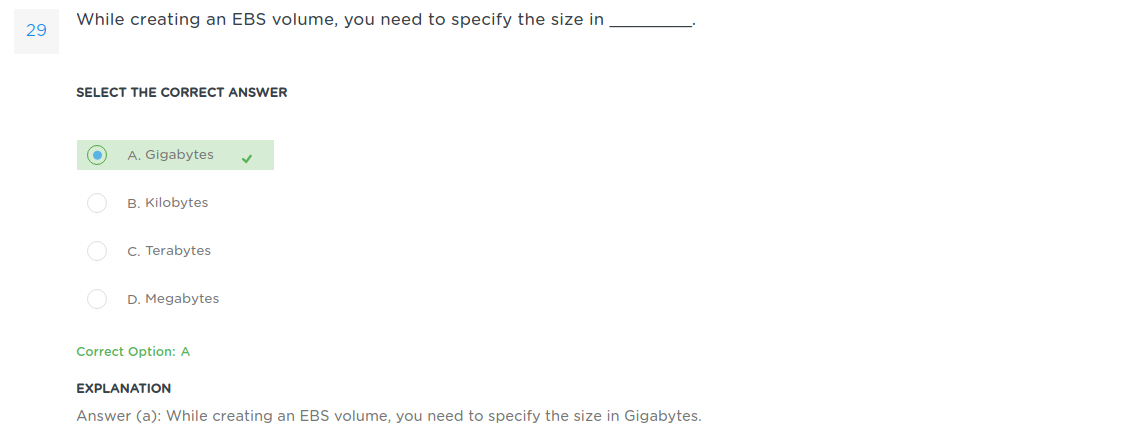 29
While creating an EBS volume, you need to specify the size in _________.
SELECT THE CORRECT ANSWER
A. Gigabytes
B. Kilobytes
C. Terabytes
D. Megabytes
Correct Option: A
EXPLANATION
Answer (a): While creating an EBS volume, you need to specify the size in Gigabytes.